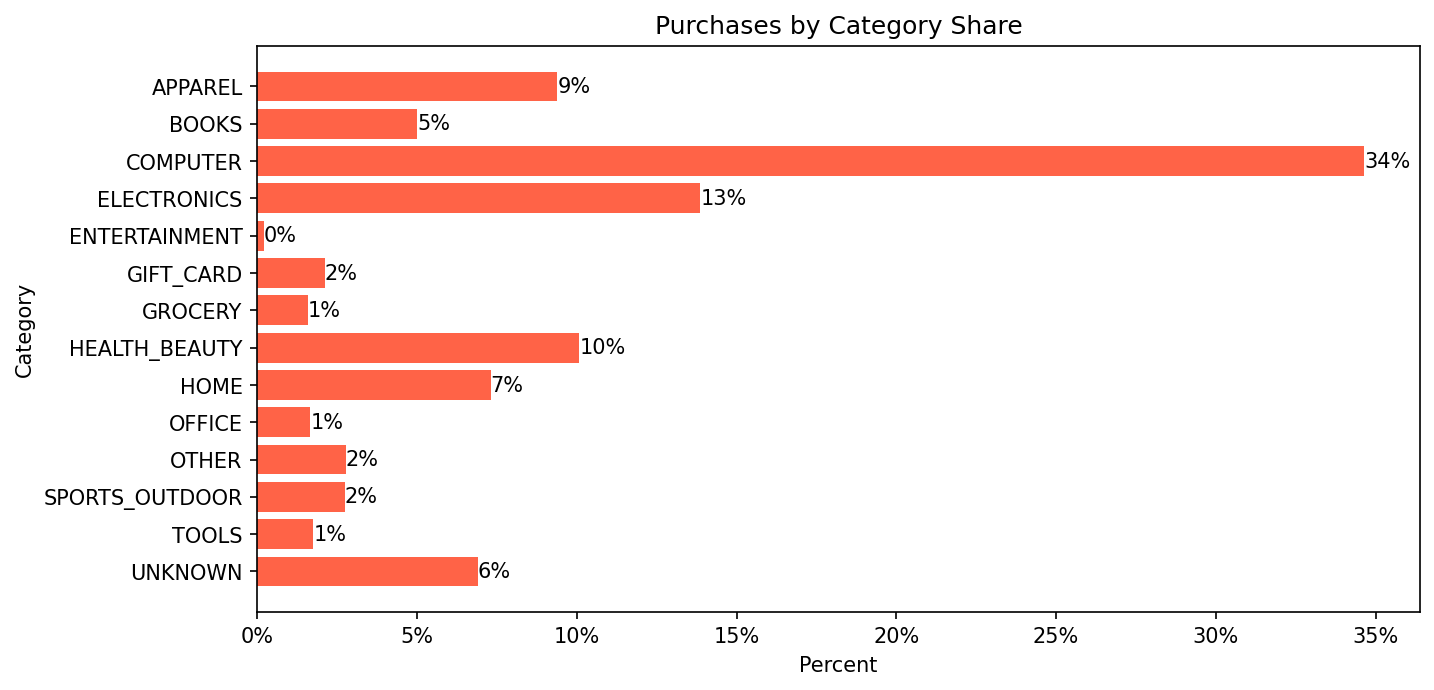 Purchases by Category Share
Category
APPAREL 9%
BOOKS 5%
COMPUTER 34%
ELECTRONICS 13%
ENTERTAINMENT 0%
GIFT_CARD 2%
GROCERY 1%
HEALTH_BEAUTY 10%
HOME 7%
OFFICE 1%
OTHER 2%
SPORTS_OUTDOOR 2%
TOOLS 1%
UNKNOWN 6%
0% 5% 10% 15% 20% 25% 30% 35%
Percent